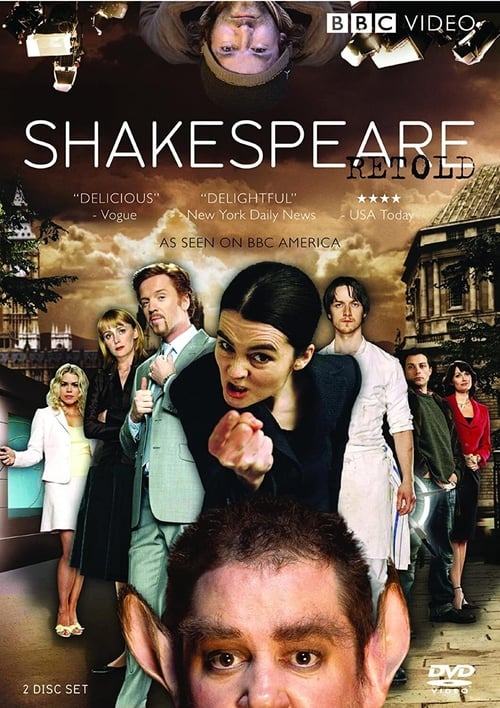 BBC VIDEO
SHAKESPEARE
RETOLD
"DELICIOUS"
- Vogue
"DELIGHTFUL"
- New York Daily News
★★★★
- USA Today
AS SEEN ON BBC AMERICA
2 DISC SET
DVD
VIDEO